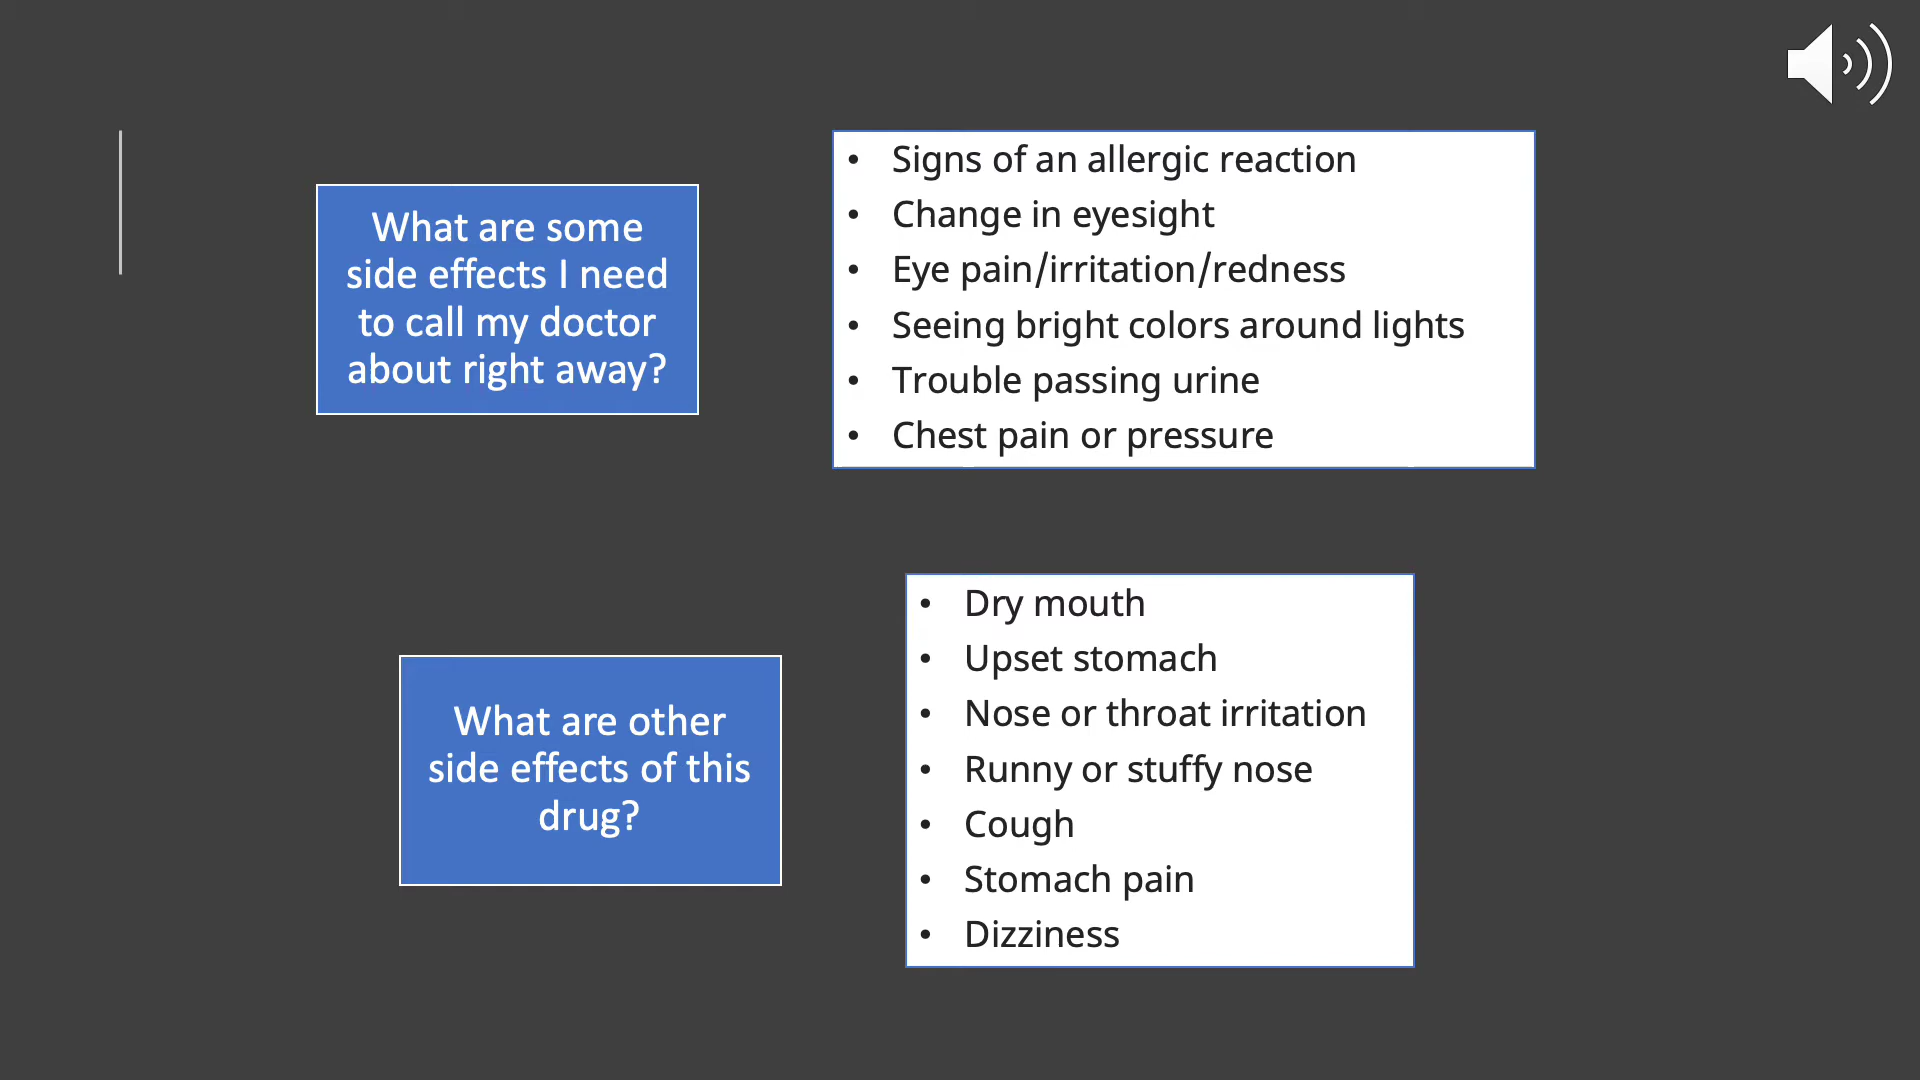 What are some
side effects I need
to call my doctor
about right away?
• Signs of an allergic reaction
• Change in eyesight
• Eye pain/irritation/redness
• Seeing bright colors around lights
• Trouble passing urine
• Chest pain or pressure
What are other
side effects of this
drug?
• Dry mouth
• Upset stomach
• Nose or throat irritation
• Runny or stuffy nose
• Cough
• Stomach pain
• Dizziness